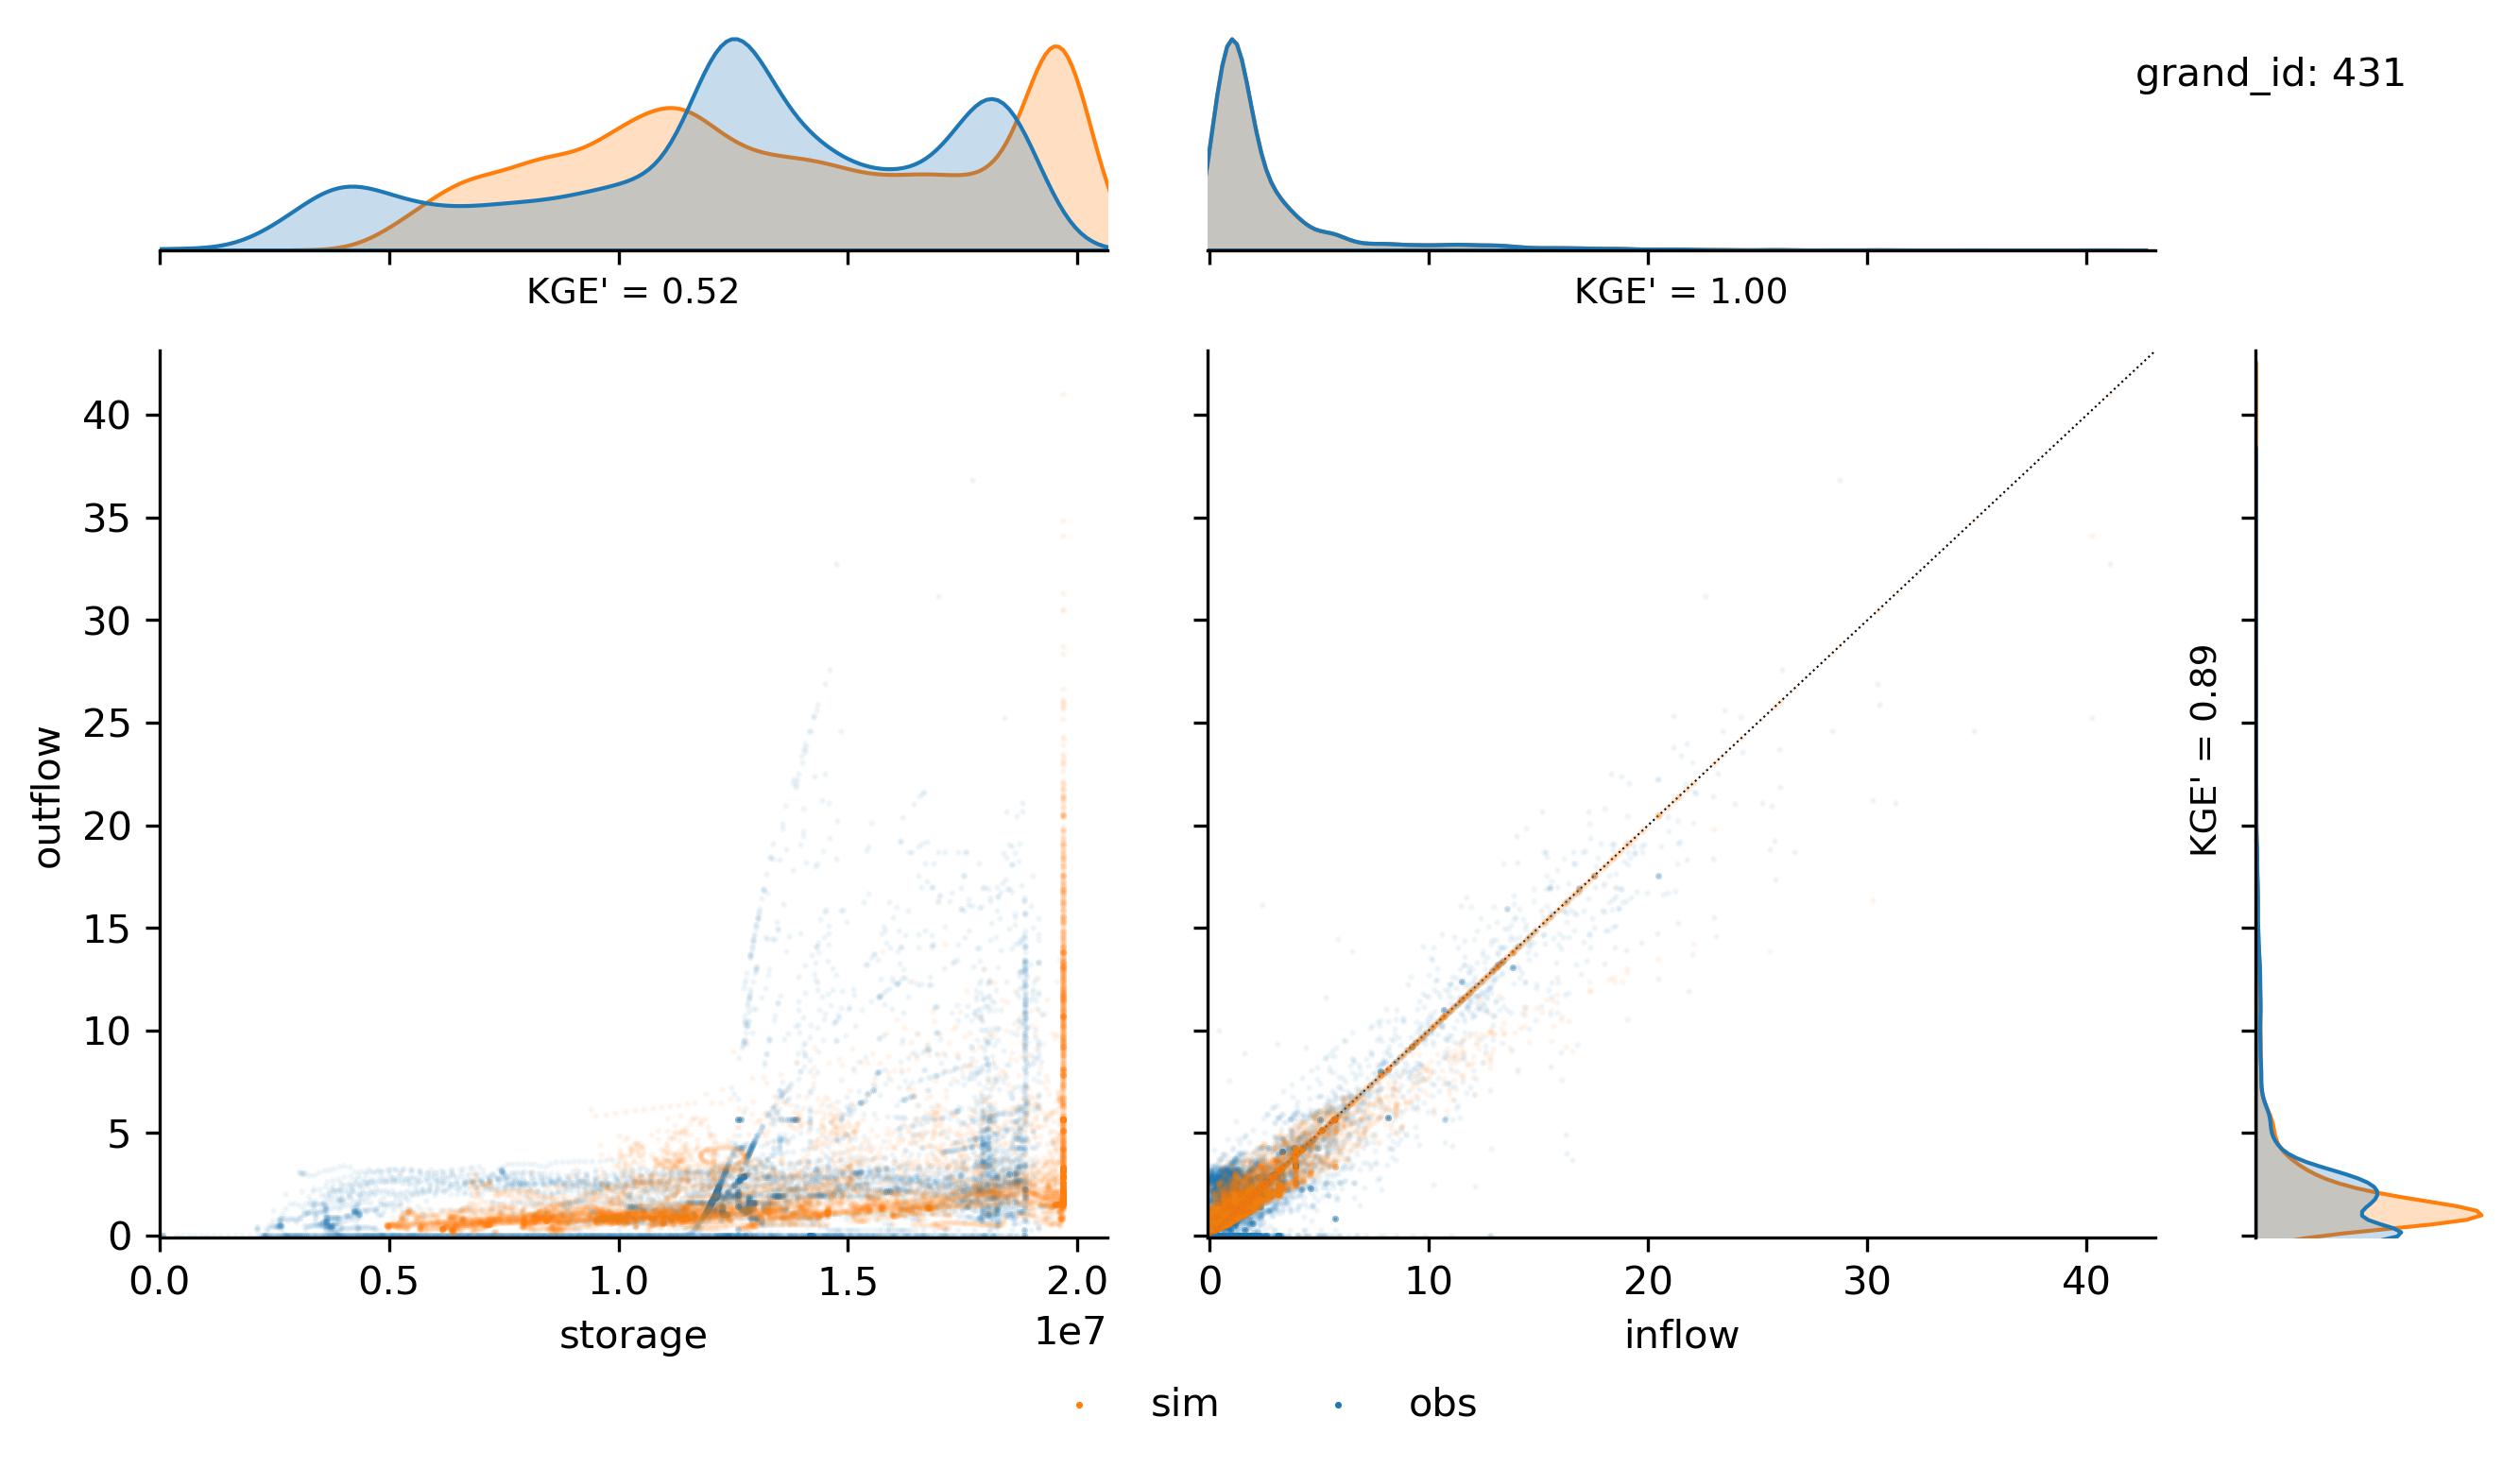 grand_id: 431
KGE' = 0.52
KGE' = 1.00
outflow
40
35
30
25
20
15
10
5
0
KGE' = 0.89
0.0 0.5 1.0 1.5 2.0
0 10 20 30 40
storage
1e7
inflow
sim
obs